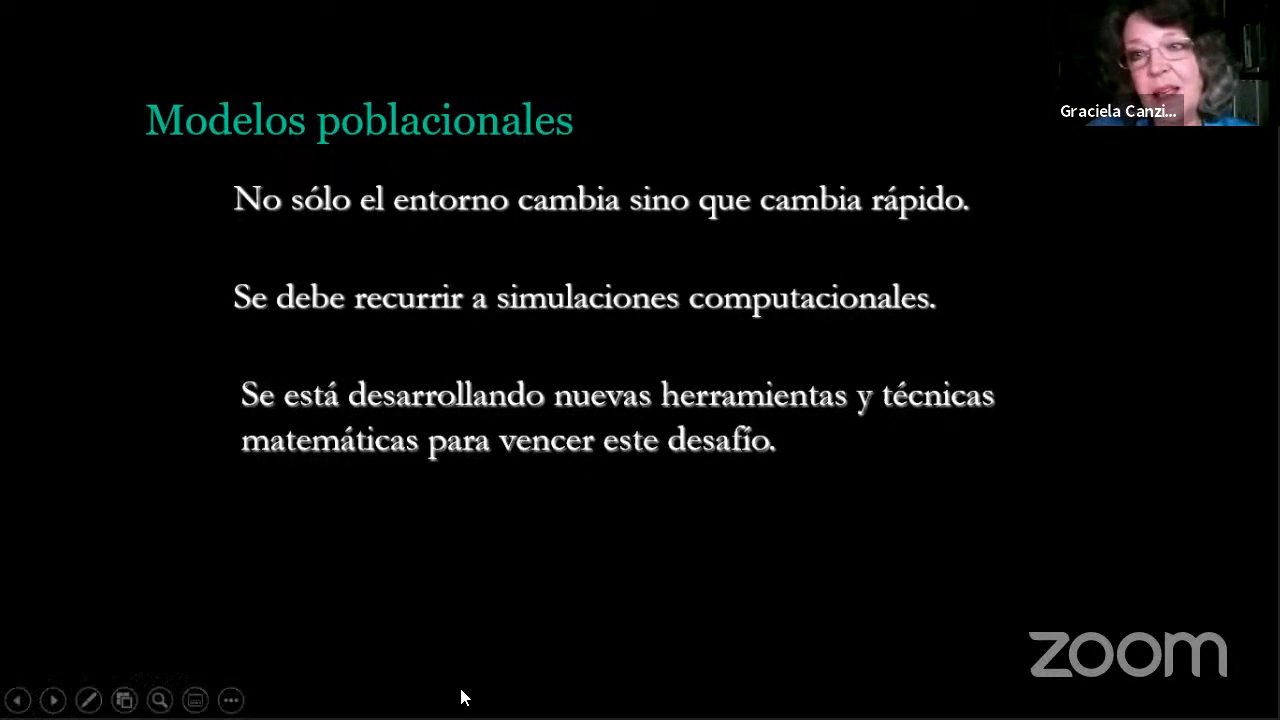 Graciela Canzi...
Modelos poblacionales
No sólo el entorno cambia sino que cambia rápido.
Se debe recurrir a simulaciones computacionales.
Se está desarrollando nuevas herramientas y técnicas
matemáticas para vencer este desafío.
zoom